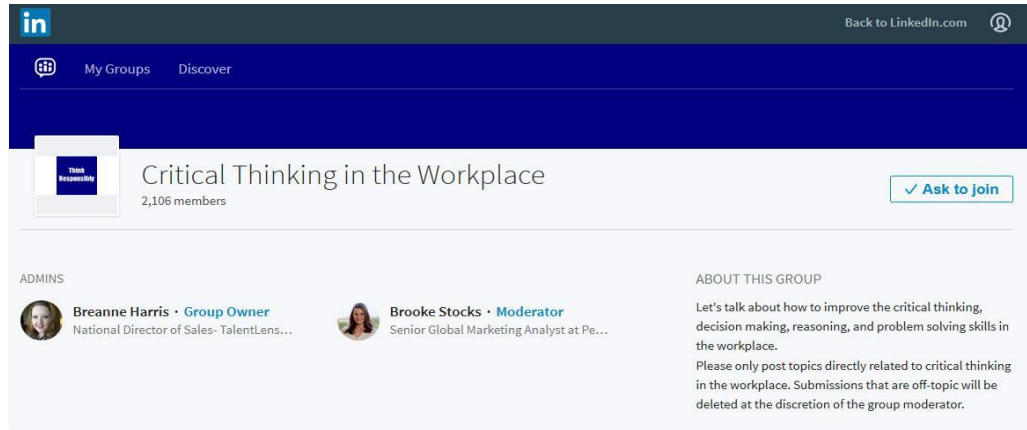 in
Back to LinkedIn.com
My Groups Discover
Think
Responsibly
Critical Thinking in the Workplace
2,106 members
✓ Ask to join
ADMINS
Breanne Harris · Group Owner
National Director of Sales- TalentLens...
Brooke Stocks · Moderator
Senior Global Marketing Analyst at Pe...
ABOUT THIS GROUP
Let's talk about how to improve the critical thinking,
decision making, reasoning, and problem solving skills in
the workplace.
Please only post topics directly related to critical thinking
in the workplace. Submissions that are off-topic will be
deleted at the discretion of the group moderator.